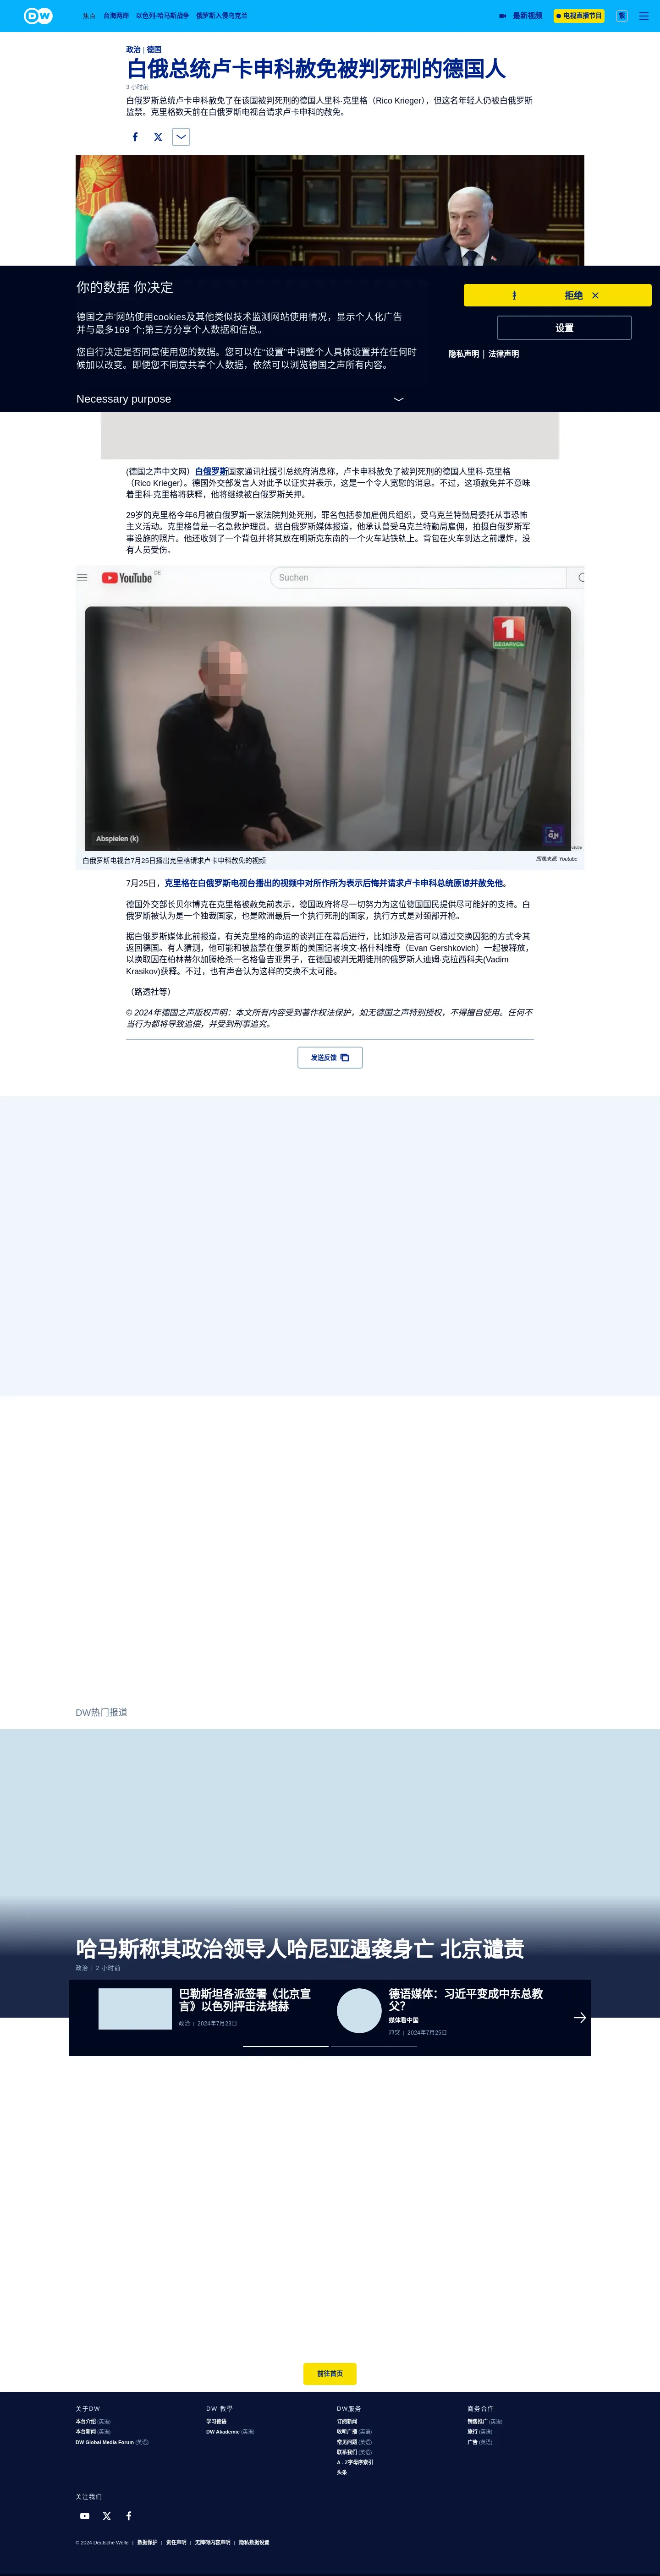 DW
焦点
台海两岸
以色列-哈马斯战争
俄罗斯入侵乌克兰
最新视频
电视直播节目
繁
政治 | 德国
白俄总统卢卡申科赦免被判死刑的德国人
3 小时前
白俄罗斯总统卢卡申科赦免了在该国被判死刑的德国人里科·克里格（Rico Krieger），但这名年轻人仍被白俄罗斯
监禁。克里格数天前在白俄罗斯电视台请求卢卡申科的赦免。
你的数据 你决定
拒绝
设置
隐私声明 | 法律声明
德国之声'网站使用cookies及其他类似技术监测网站使用情况，显示个人化广告
并与最多169 个;第三方分享个人数据和信息。
您自行决定是否同意使用您的数据。您可以在"设置"中调整个人具体设置并在任何时
候加以改变。即便您不同意共享个人数据，依然可以浏览德国之声所有内容。
Necessary purpose
(德国之声中文网）白俄罗斯国家通讯社援引总统府消息称，卢卡申科赦免了被判死刑的德国人里科·克里格
（Rico Krieger）。德国外交部发言人对此予以证实并表示，这是一个令人宽慰的消息。不过，这项赦免并不意味
着里科·克里格将获释，他将继续被白俄罗斯关押。
29岁的克里格今年6月被白俄罗斯一家法院判处死刑，罪名包括参加雇佣兵组织，受乌克兰特勤局委托从事恐怖
主义活动。克里格曾是一名急救护理员。据白俄罗斯媒体报道，他承认曾受乌克兰特勤局雇佣，拍摄白俄罗斯军
事设施的照片。他还收到了一个背包并将其放在明斯克东南的一个火车站铁轨上。背包在火车到达之前爆炸，没
有人员受伤。
YouTube DE
Suchen
1
БЕЛАРУСЬ
Abspielen (k)
白俄罗斯电视台7月25日播出克里格请求卢卡申科赦免的视频
图像来源: Youtube
7月25日，克里格在白俄罗斯电视台播出的视频中对所作所为表示后悔并请求卢卡申科总统原谅并赦免他。
德国外交部长贝尔伯克在克里格被赦免前表示，德国政府将尽一切努力为这位德国国民提供尽可能好的支持。白
俄罗斯被认为是一个独裁国家，也是欧洲最后一个执行死刑的国家，执行方式是对颈部开枪。
据白俄罗斯媒体此前报道，有关克里格的命运的谈判正在幕后进行，比如涉及是否可以通过交换囚犯的方式令其
返回德国。有人猜测，他可能和被监禁在俄罗斯的美国记者埃文·格什科维奇（Evan Gershkovich）一起被释放，
以换取因在柏林蒂尔加滕枪杀一名格鲁吉亚男子，在德国被判无期徒刑的俄罗斯人迪姆·克拉西科夫(Vadim
Krasikov)获释。不过，也有声音认为这样的交换不太可能。
（路透社等）
© 2024年德国之声版权声明：本文所有内容受到著作权法保护，如无德国之声特别授权，不得擅自使用。任何不
当行为都将导致追偿，并受到刑事追究。
发送反馈
DW热门报道
哈马斯称其政治领导人哈尼亚遇袭身亡 北京谴责
政治 | 2 小时前
巴勒斯坦各派签署《北京宣
言》以色列抨击法塔赫
政治 | 2024年7月23日
德语媒体：习近平变成中东总教
父？
媒体看中国
冲突 | 2024年7月25日
前往首页
关于DW
本台介绍 (英语)
本台新闻 (英语)
DW Global Media Forum (英语)
DW 教學
学习德语
DW Akademie (英语)
DW服务
订阅新闻
收听广播 (英语)
常见问题 (英语)
联系我们 (英语)
A - Z字母序索引
头条
商务合作
销售推广 (英语)
旅行 (英语)
广告 (英语)
关注我们
© 2024 Deutsche Welle | 数据保护 | 责任声明 | 无障碍内容声明 | 隐私数据设置